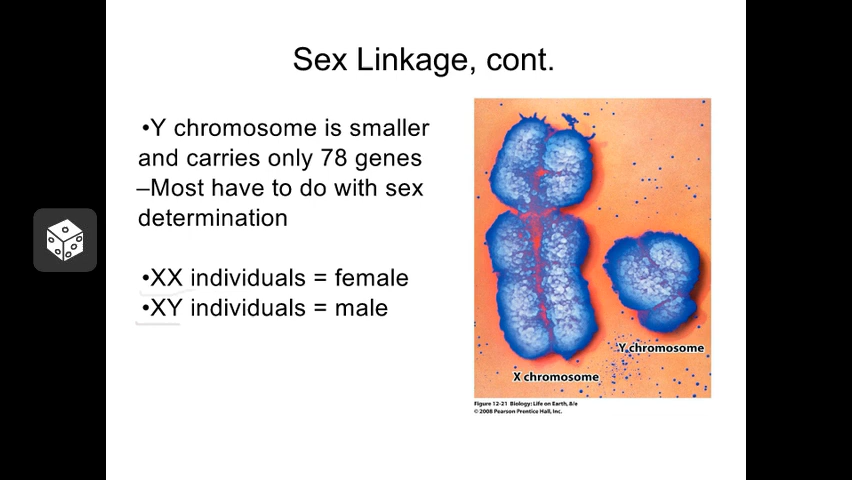 Sex Linkage, cont.
•Y chromosome is smaller
and carries only 78 genes
–Most have to do with sex
determination
•XX individuals = female
•XY individuals = male
Y chromosome
X chromosome
Figure 12-21 Biology: Life on Earth, 8/e
© 2008 Pearson Prentice Hall, Inc.